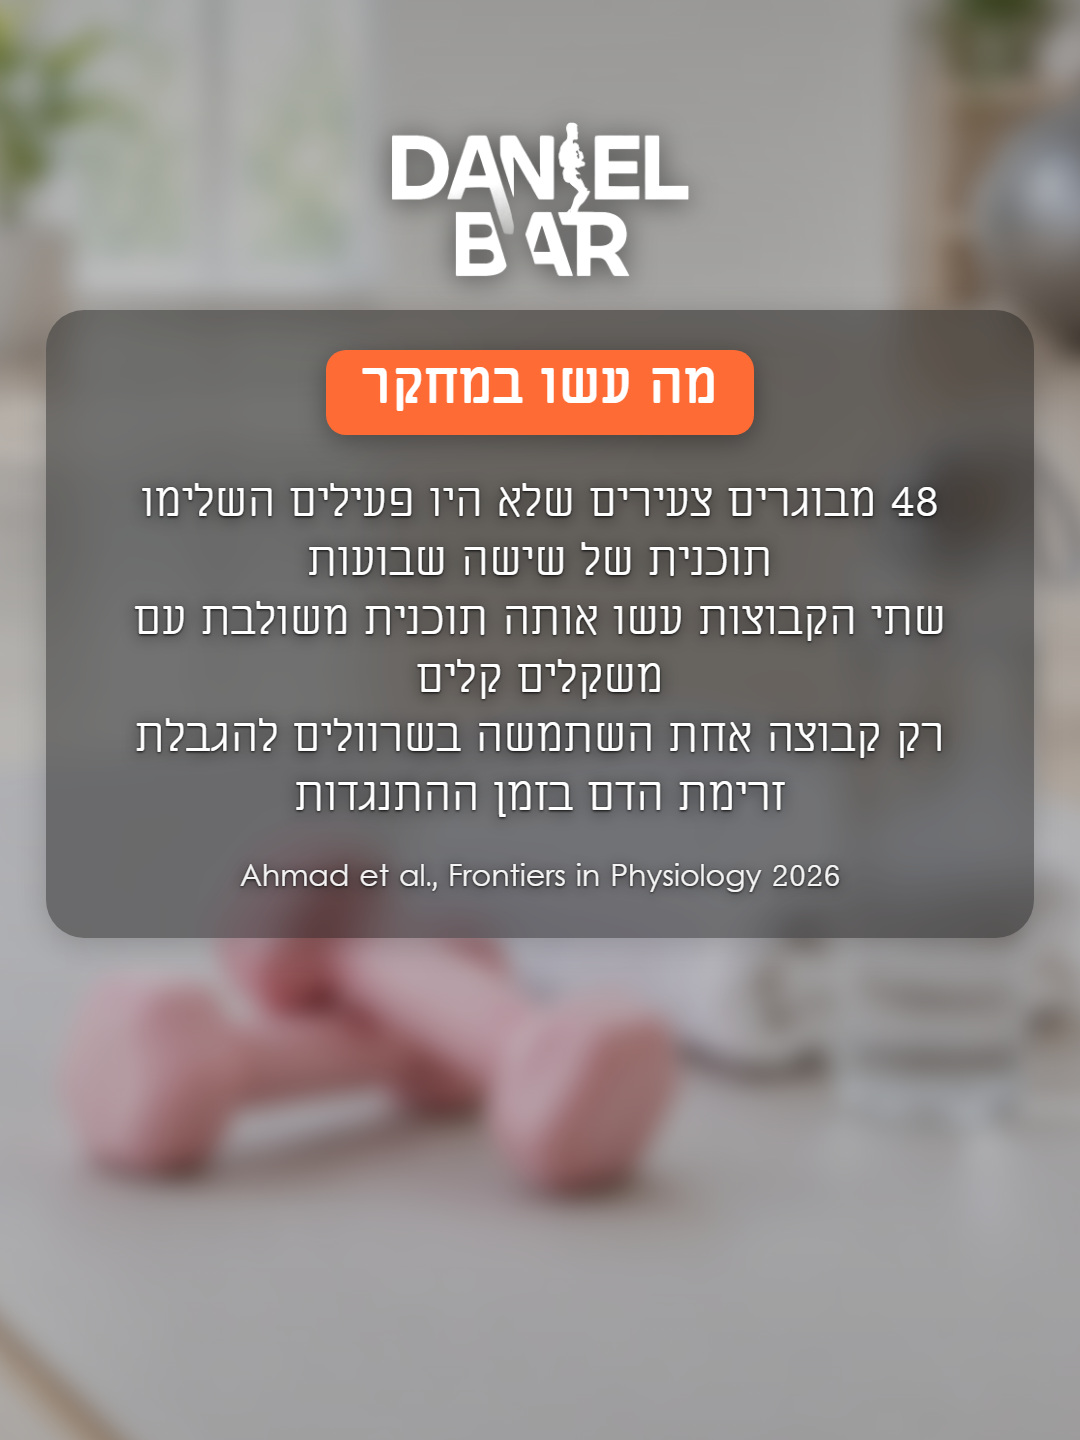 DANIEL
BAR
מה עשו במחקר
48 מבוגרים צעירים שלא היו פעילים השלימו
תוכנית של שישה שבועות
שתי הקבוצות עשו אותה תוכנית משולבת עם
משקלים קלים
רק קבוצה אחת השתמשה בשרוולים להגבלת
זרימת הדם בזמן ההתנגדות
Ahmad et al., Frontiers in Physiology 2026